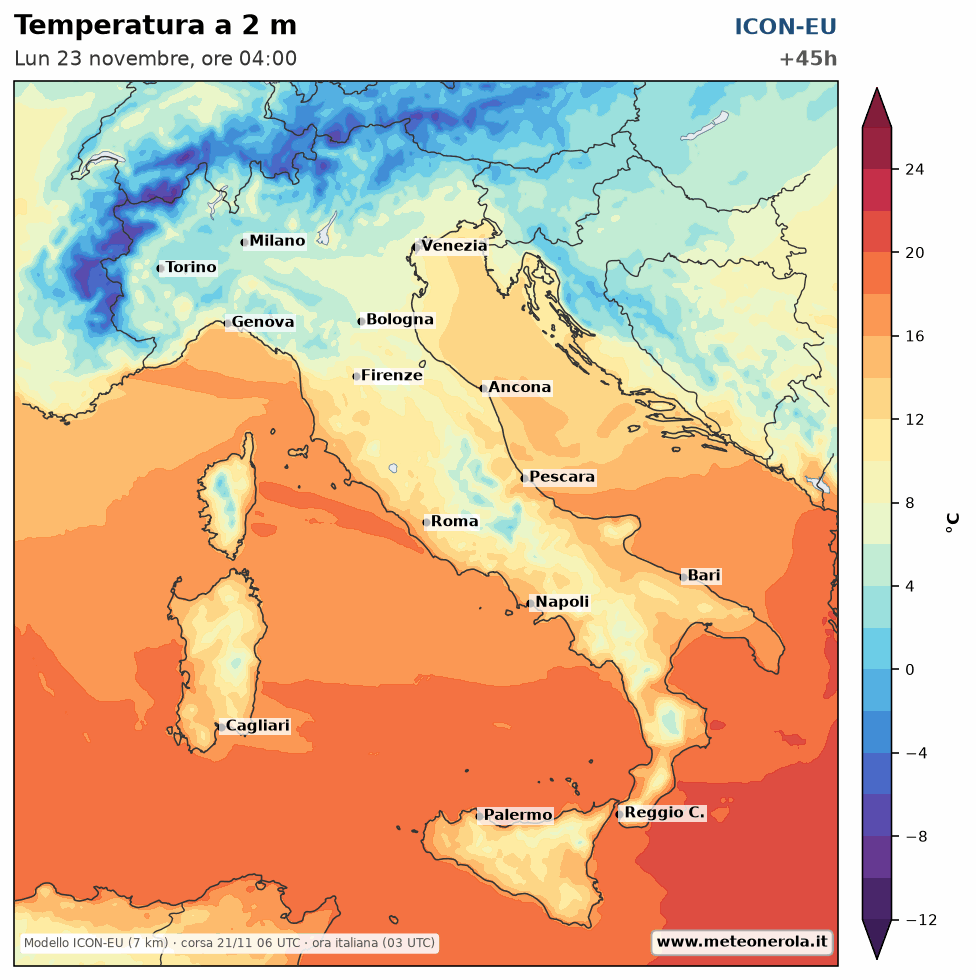 Temperatura a 2 m
ICON-EU
Lun 23 novembre, ore 04:00
+45h
Milano
Venezia
Torino
Genova
Bologna
Firenze
Ancona
Pescara
Roma
Bari
Napoli
Cagliari
Palermo
Reggio C.
24
20
16
12
8
4
0
−4
−8
−12
°C
Modello ICON-EU (7 km) · corsa 21/11 06 UTC · ora italiana (03 UTC)
www.meteonerola.it